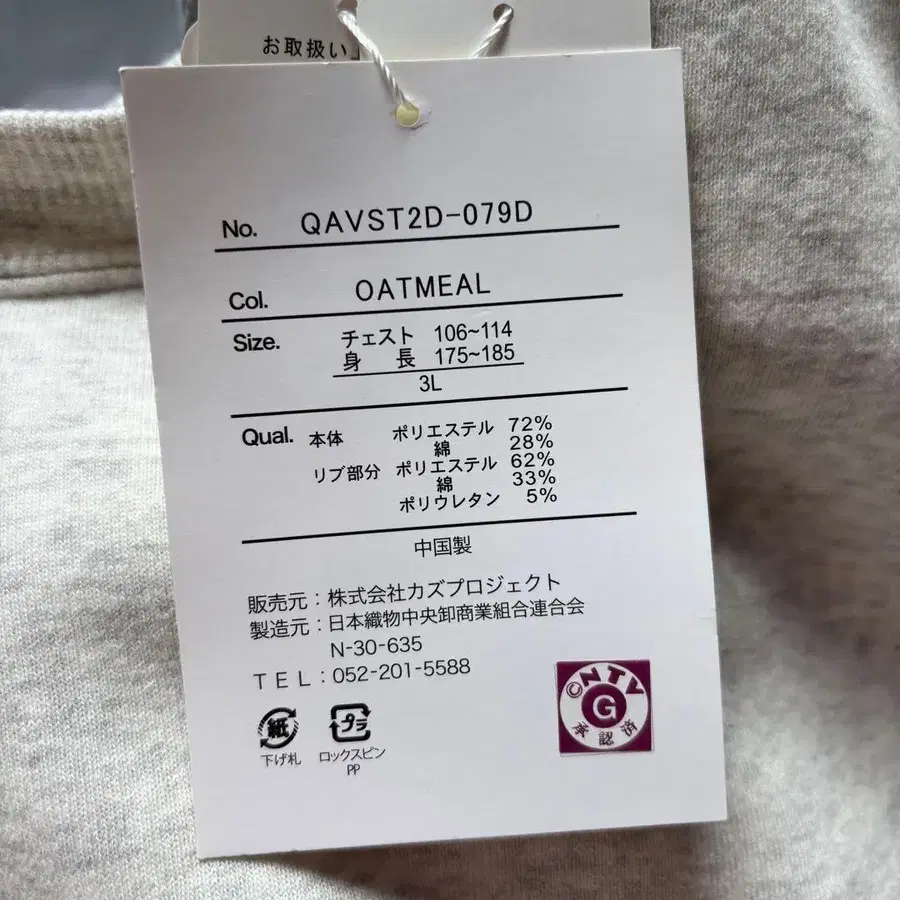 お取扱い
No. QAVST2D-079D
Col. OATMEAL
Size. チェスト 106~114
身長 175~185
3L
Qual. 本体 ポリエステル 72%
綿 28%
リブ部分 ポリエステル 62%
綿 33%
ポリウレタン 5%
中国製
販売元：株式会社カズプロジェクト
製造元：日本織物中央卸商業組合連合会
N-30-635
TEL：052-201-5588
紙
下げ札
プラ
ロックスピン
PP
CNTV
G
承認済